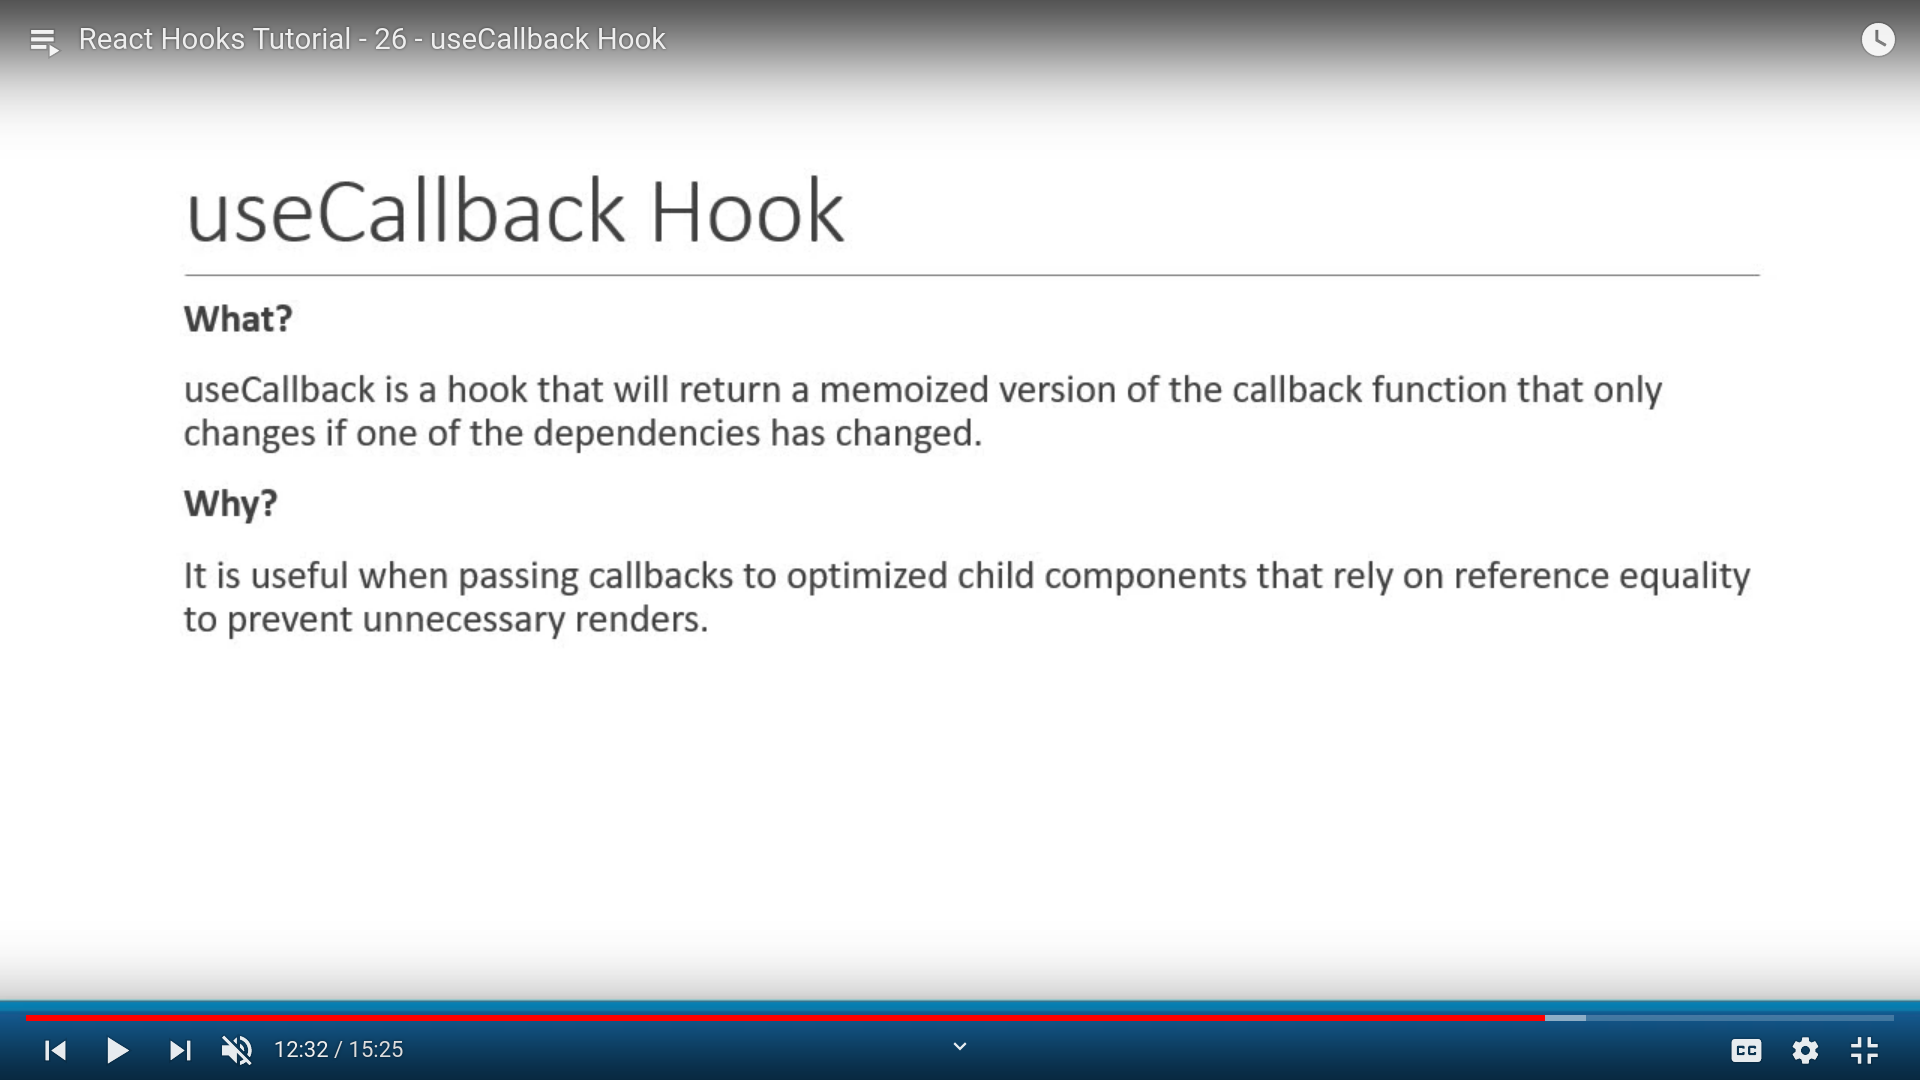 React Hooks Tutorial - 26 - useCallback Hook
useCallback Hook
What?
useCallback is a hook that will return a memoized version of the callback function that only
changes if one of the dependencies has changed.
Why?
It is useful when passing callbacks to optimized child components that rely on reference equality
to prevent unnecessary renders.
12:32 / 15:25
CC